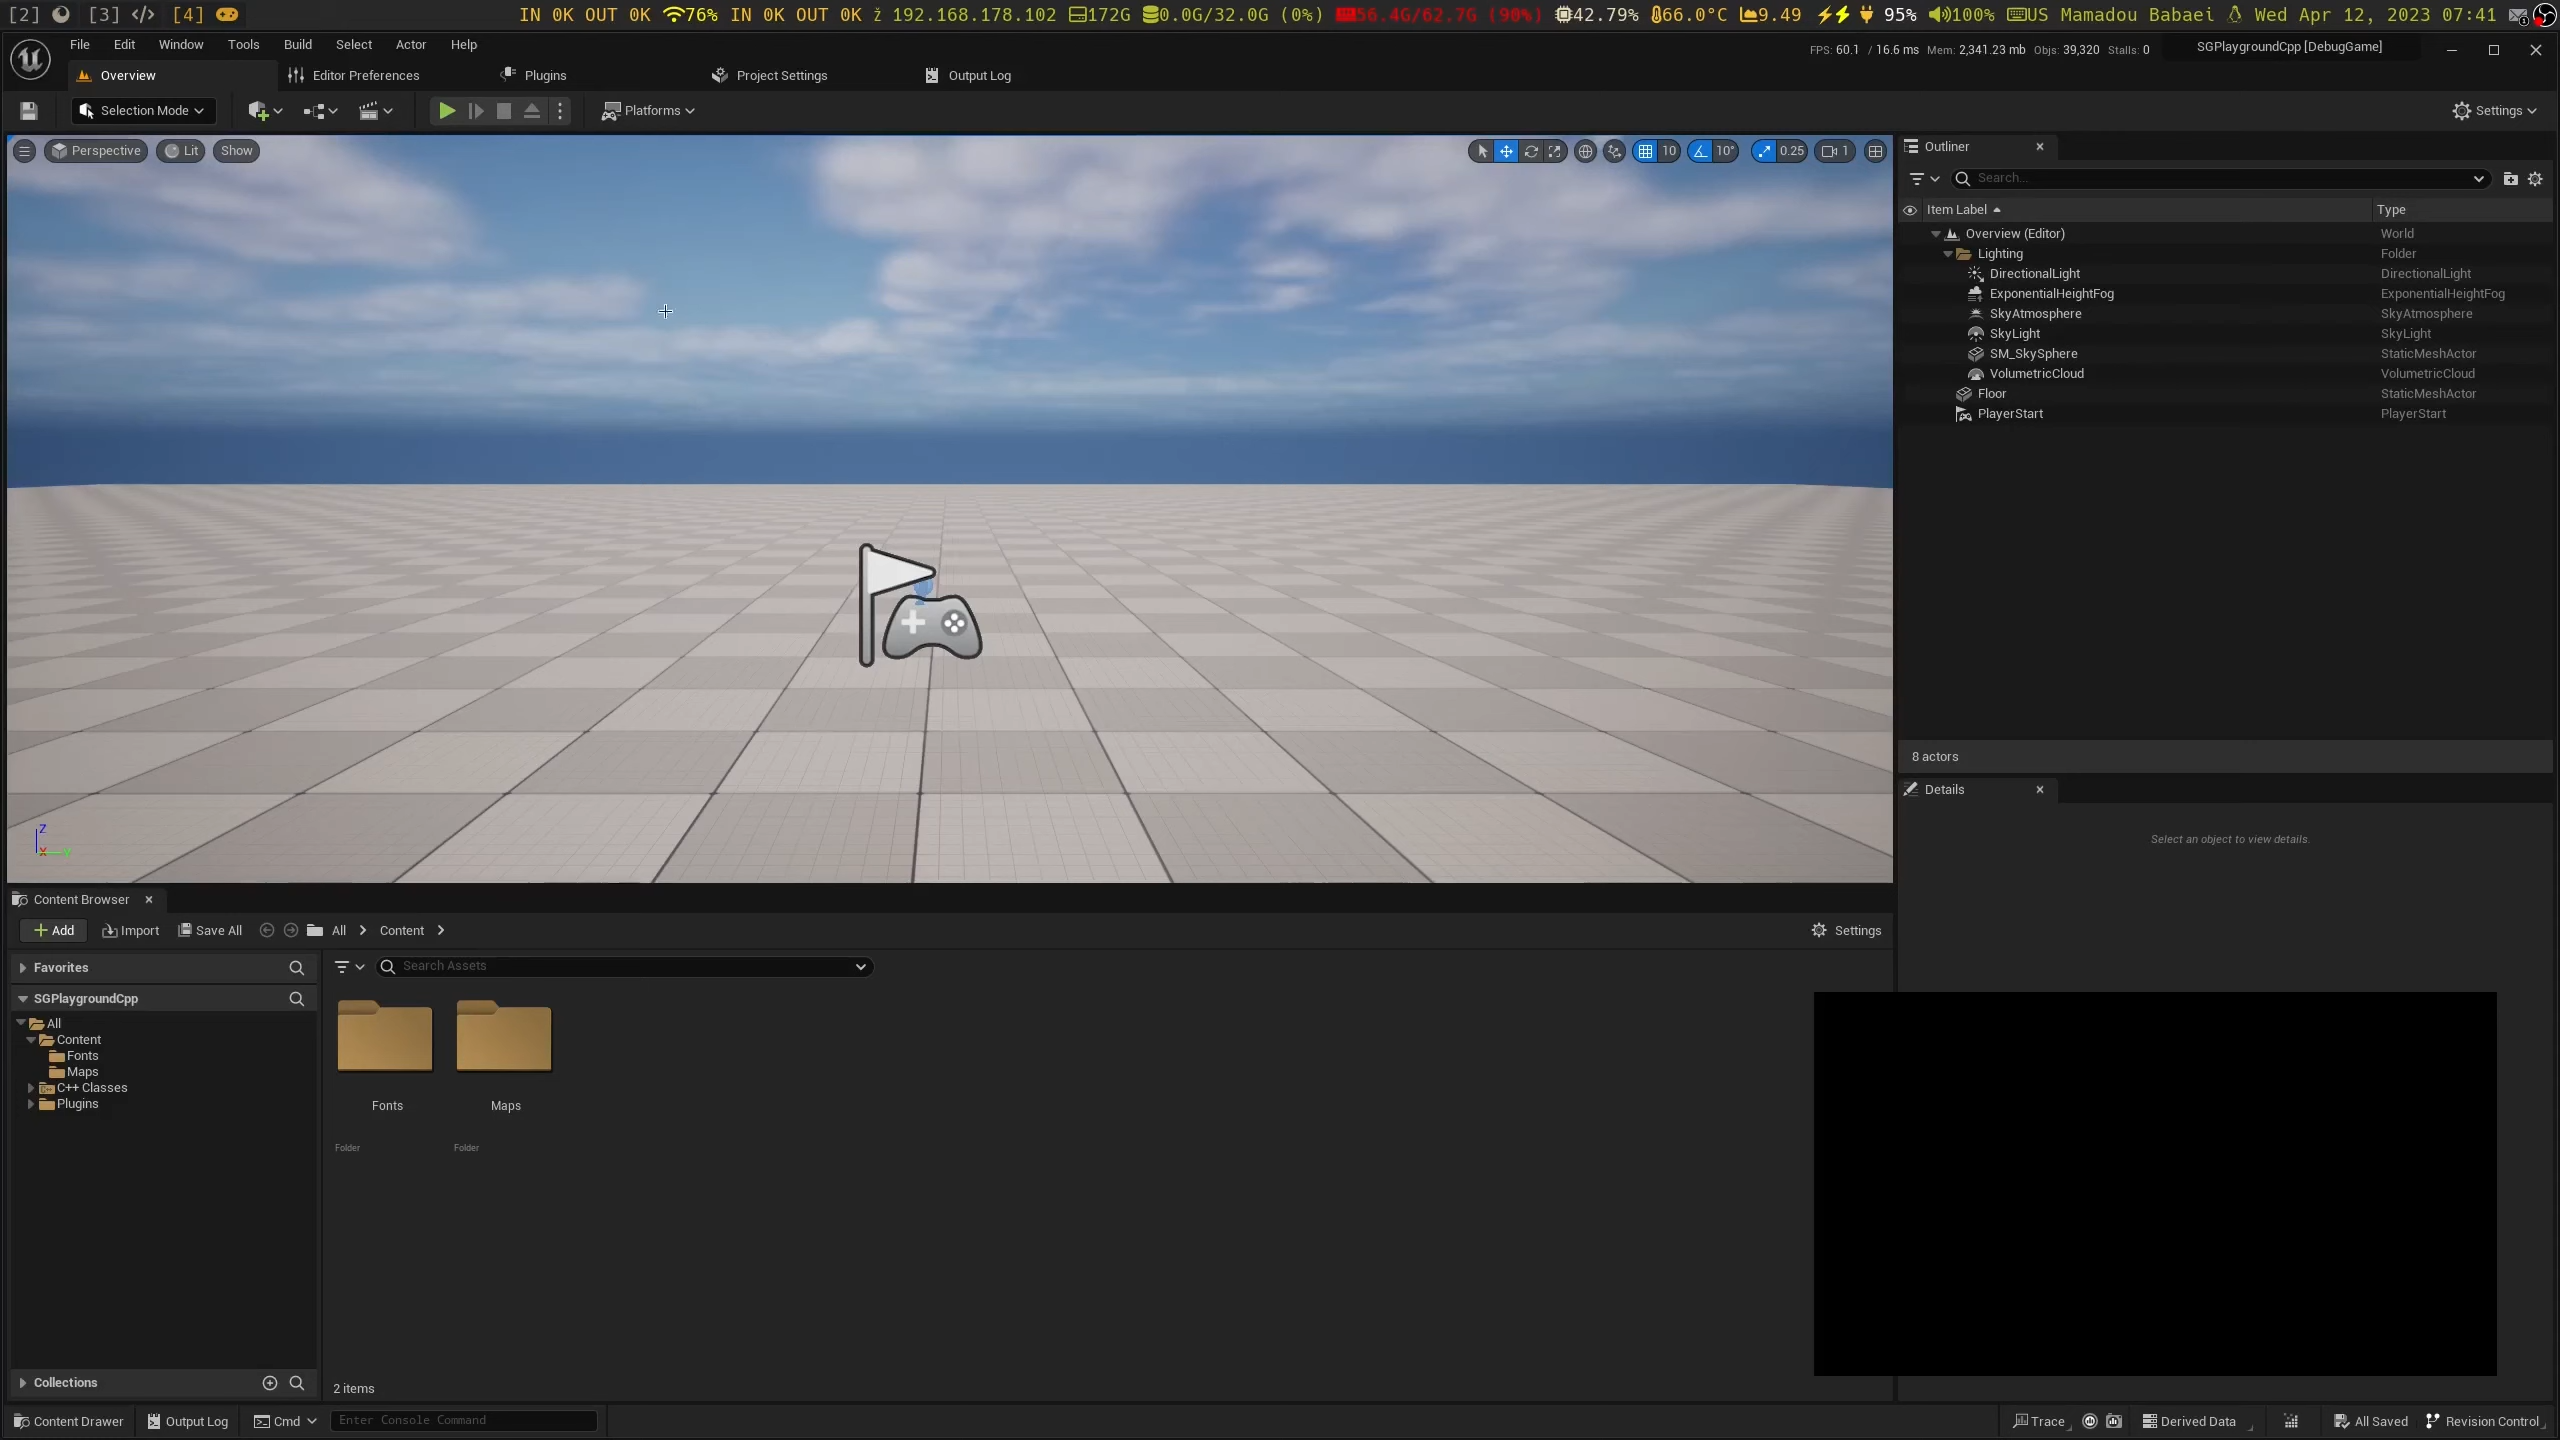 [2] [3] </> [4] IN 0K OUT 0K 76% IN 0K OUT 0K ž 192.168.178.102 172G 0.0G/32.0G (0%) 56.4G/62.7G (90%) 42.79% 66.0°C 9.49 95% 100% US Mamadou Babaei Wed Apr 12, 2023 07:41
File Edit Window Tools Build Select Actor Help
FPS: 60.1 / 16.6 ms Mem: 2,341.23 mb Objs: 39,320 Stalls: 0 SGPlaygroundCpp [DebugGame]
Overview Editor Preferences Plugins Project Settings Output Log
Selection Mode Platforms Settings
Perspective Lit Show 10 10° 0.25 1
Outliner
Search...
Item Label Type
Overview (Editor) World
Lighting Folder
DirectionalLight DirectionalLight
ExponentialHeightFog ExponentialHeightFog
SkyAtmosphere SkyAtmosphere
SkyLight SkyLight
SM_SkySphere StaticMeshActor
VolumetricCloud VolumetricCloud
Floor StaticMeshActor
PlayerStart PlayerStart
8 actors
Details
Select an object to view details.
Z
X Y
Content Browser
Add Import Save All All Content Settings
Favorites
Search Assets
SGPlaygroundCpp
All
Content
Fonts
Maps
C++ Classes
Plugins
Fonts Maps
Folder Folder
Collections
2 items
Content Drawer Output Log Cmd Enter Console Command Trace Derived Data All Saved Revision Control